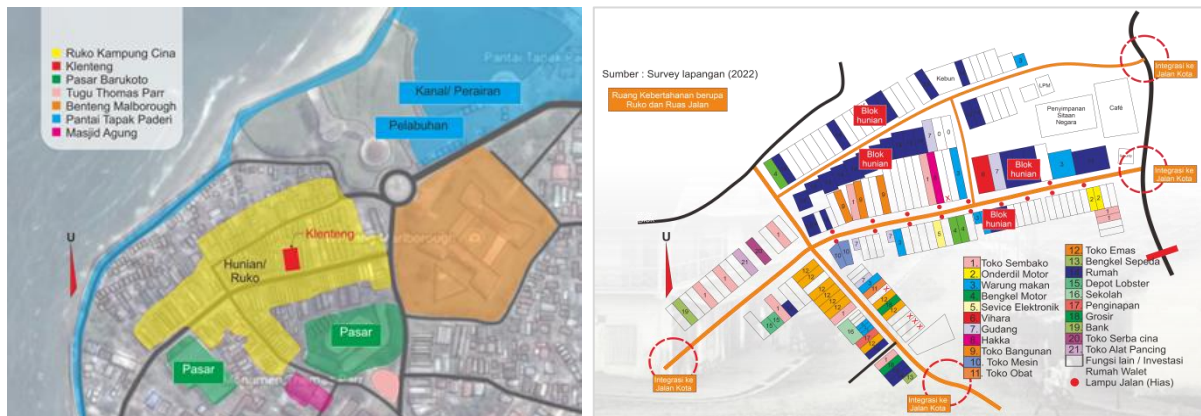 Ruko Kampung Cina
Klenteng
Pasar Barukoto
Tugu Thomas Parr
Benteng Malborough
Pantai Tapak Paderi
Masjid Agung
Pantai Tapak
Kanal/ Perairan
Pelabuhan
U
Klenteng
Hunian/
Ruko
Pasar
Pasar
Sumber : Survey lapangan (2022)
Ruang Kebertahanan berupa
Ruko dan Ruas Jalan
Kebun
Integrasi ke
Jalan Kota
LPM
Penyimpanan
Sitaan
Negara
Café
Blok
hunian
Blok
hunian
Blok
hunian
Blok
hunian
Integrasi ke
Jalan Kota
U
1 Toko Sembako
2. Onderdil Motor
3. Warung makan
4. Bengkel Motor
5. Sevice Elektronik
6. Vihara
7. Gudang
8. Hakka
9. Toko Bangunan
10. Toko Mesin
11. Toko Obat
12 Toko Emas
13. Bengkel Sepeda
Rumah
15. Depot Lobster
16. Sekolah
17. Penginapan
18. Grosir
19. Bank
20 Toko Serba cina
21. Toko Alat Pancing
Fungsi lain / Investasi
Rumah Walet
Lampu Jalan (Hias)
Integrasi ke
Jalan Kota
Integrasi ke
Jalan Kota